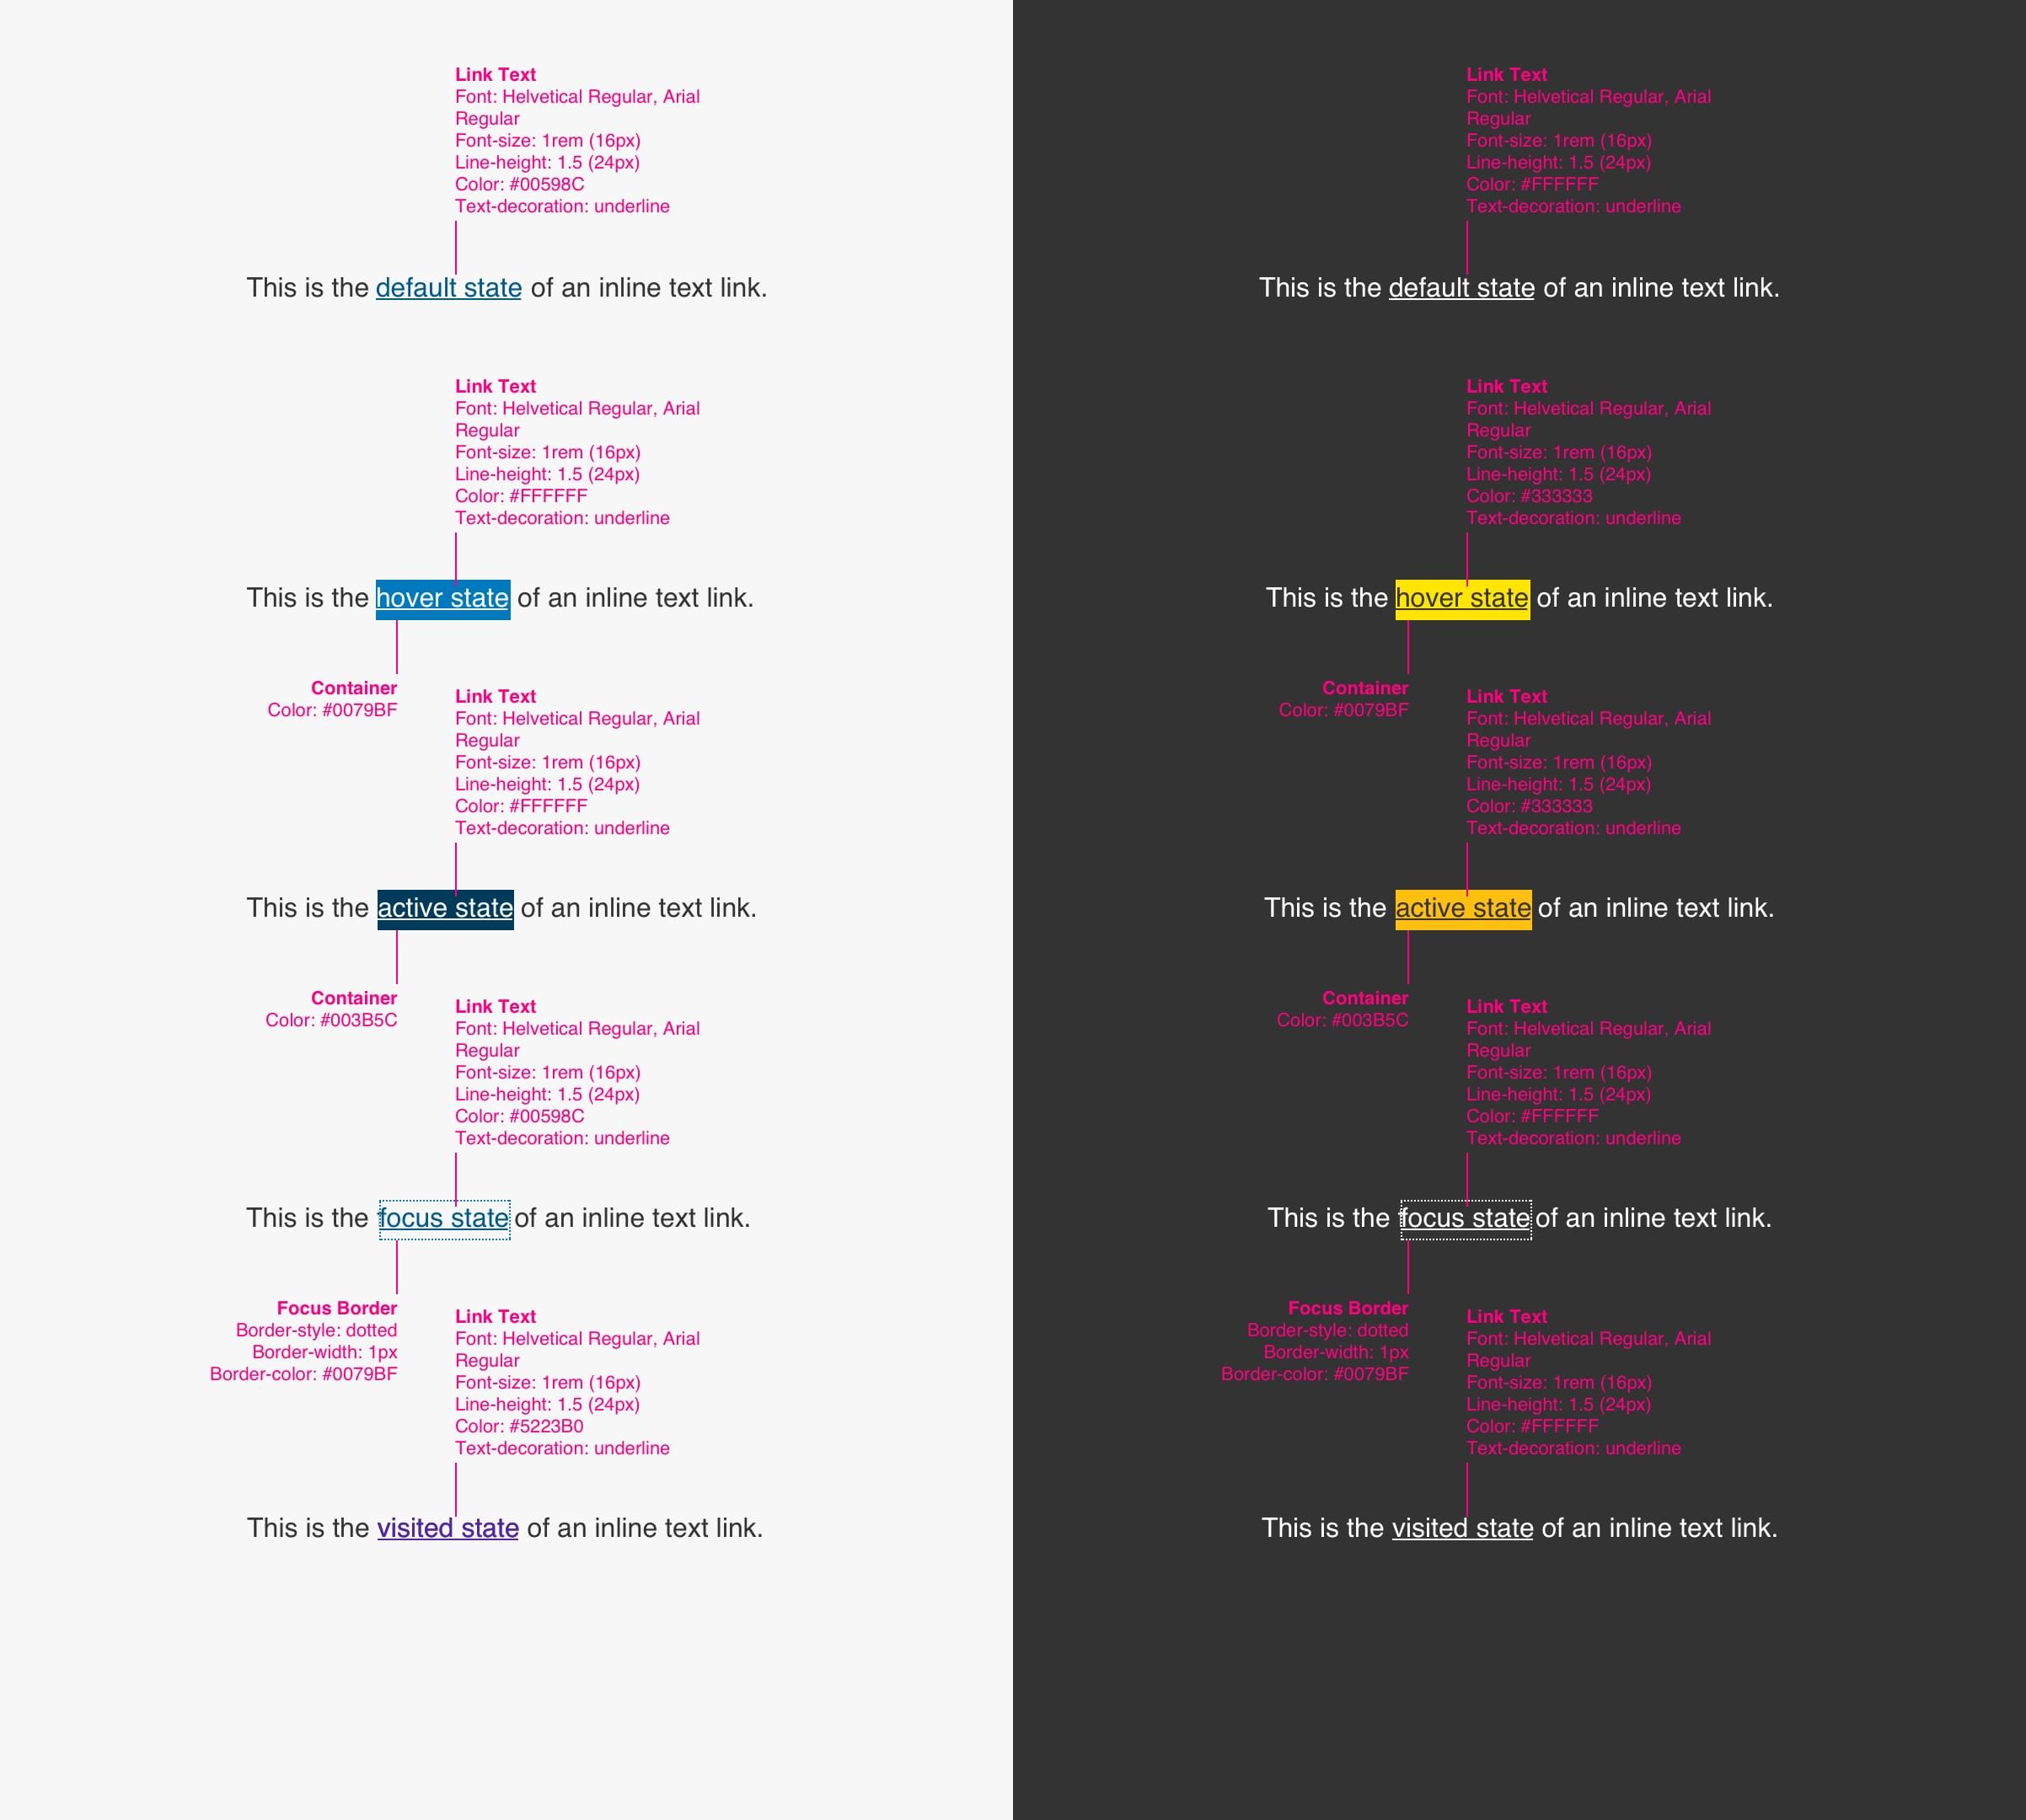 Link Text
Font: Helvetical Regular, Arial
Regular
Font-size: 1rem (16px)
Line-height: 1.5 (24px)
Color: #00598C
Text-decoration: underline
This is the default state of an inline text link.
Link Text
Font: Helvetical Regular, Arial
Regular
Font-size: 1rem (16px)
Line-height: 1.5 (24px)
Color: #FFFFFF
Text-decoration: underline
This is the hover state of an inline text link.
Container
Color: #0079BF
Link Text
Font: Helvetical Regular, Arial
Regular
Font-size: 1rem (16px)
Line-height: 1.5 (24px)
Color: #FFFFFF
Text-decoration: underline
This is the active state of an inline text link.
Container
Color: #003B5C
Link Text
Font: Helvetical Regular, Arial
Regular
Font-size: 1rem (16px)
Line-height: 1.5 (24px)
Color: #00598C
Text-decoration: underline
This is the focus state of an inline text link.
Focus Border
Border-style: dotted
Border-width: 1px
Border-color: #0079BF
Link Text
Font: Helvetical Regular, Arial
Regular
Font-size: 1rem (16px)
Line-height: 1.5 (24px)
Color: #5223B0
Text-decoration: underline
This is the visited state of an inline text link.
Link Text
Font: Helvetical Regular, Arial
Regular
Font-size: 1rem (16px)
Line-height: 1.5 (24px)
Color: #FFFFFF
Text-decoration: underline
This is the default state of an inline text link.
Link Text
Font: Helvetical Regular, Arial
Regular
Font-size: 1rem (16px)
Line-height: 1.5 (24px)
Color: #333333
Text-decoration: underline
This is the hover state of an inline text link.
Container
Color: #0079BF
Link Text
Font: Helvetical Regular, Arial
Regular
Font-size: 1rem (16px)
Line-height: 1.5 (24px)
Color: #333333
Text-decoration: underline
This is the active state of an inline text link.
Container
Color: #003B5C
Link Text
Font: Helvetical Regular, Arial
Regular
Font-size: 1rem (16px)
Line-height: 1.5 (24px)
Color: #FFFFFF
Text-decoration: underline
This is the focus state of an inline text link.
Focus Border
Border-style: dotted
Border-width: 1px
Border-color: #0079BF
Link Text
Font: Helvetical Regular, Arial
Regular
Font-size: 1rem (16px)
Line-height: 1.5 (24px)
Color: #FFFFFF
Text-decoration: underline
This is the visited state of an inline text link.